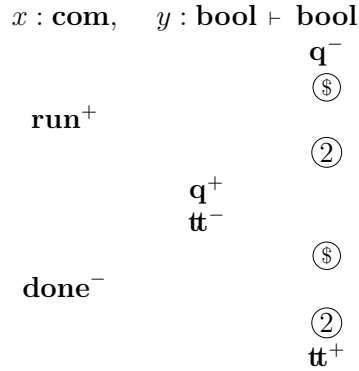 x : com, y : bool ⊢ bool
q⁻
$
run⁺
2
q⁺
tt⁻
$
done⁻
2
tt⁺